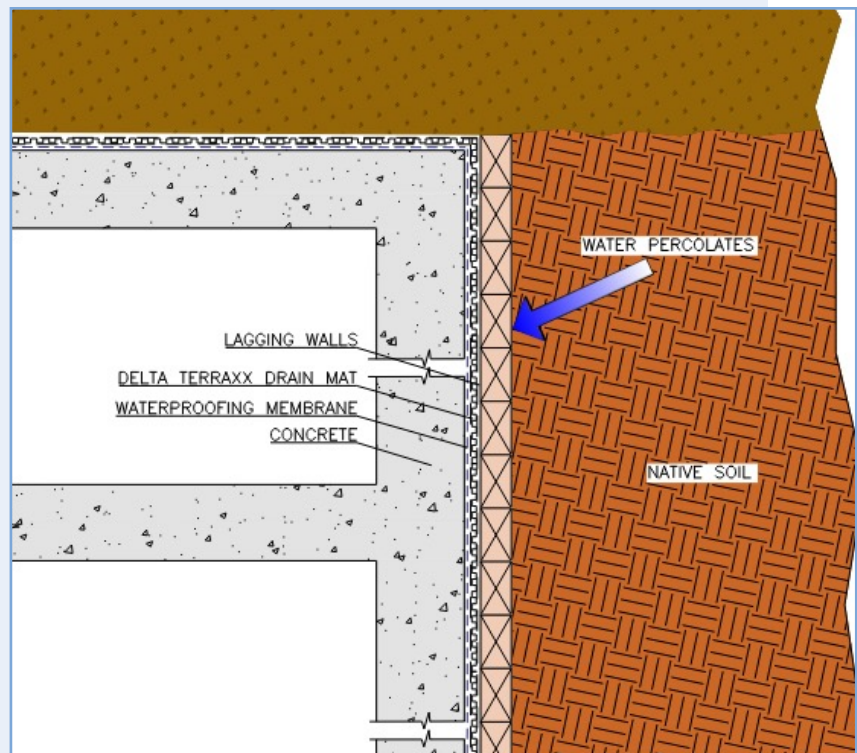 WATER PERCOLATES
LAGGING WALLS
DELTA TERRAXX DRAIN MAT
WATERPROOFING MEMBRANE
CONCRETE
NATIVE SOIL